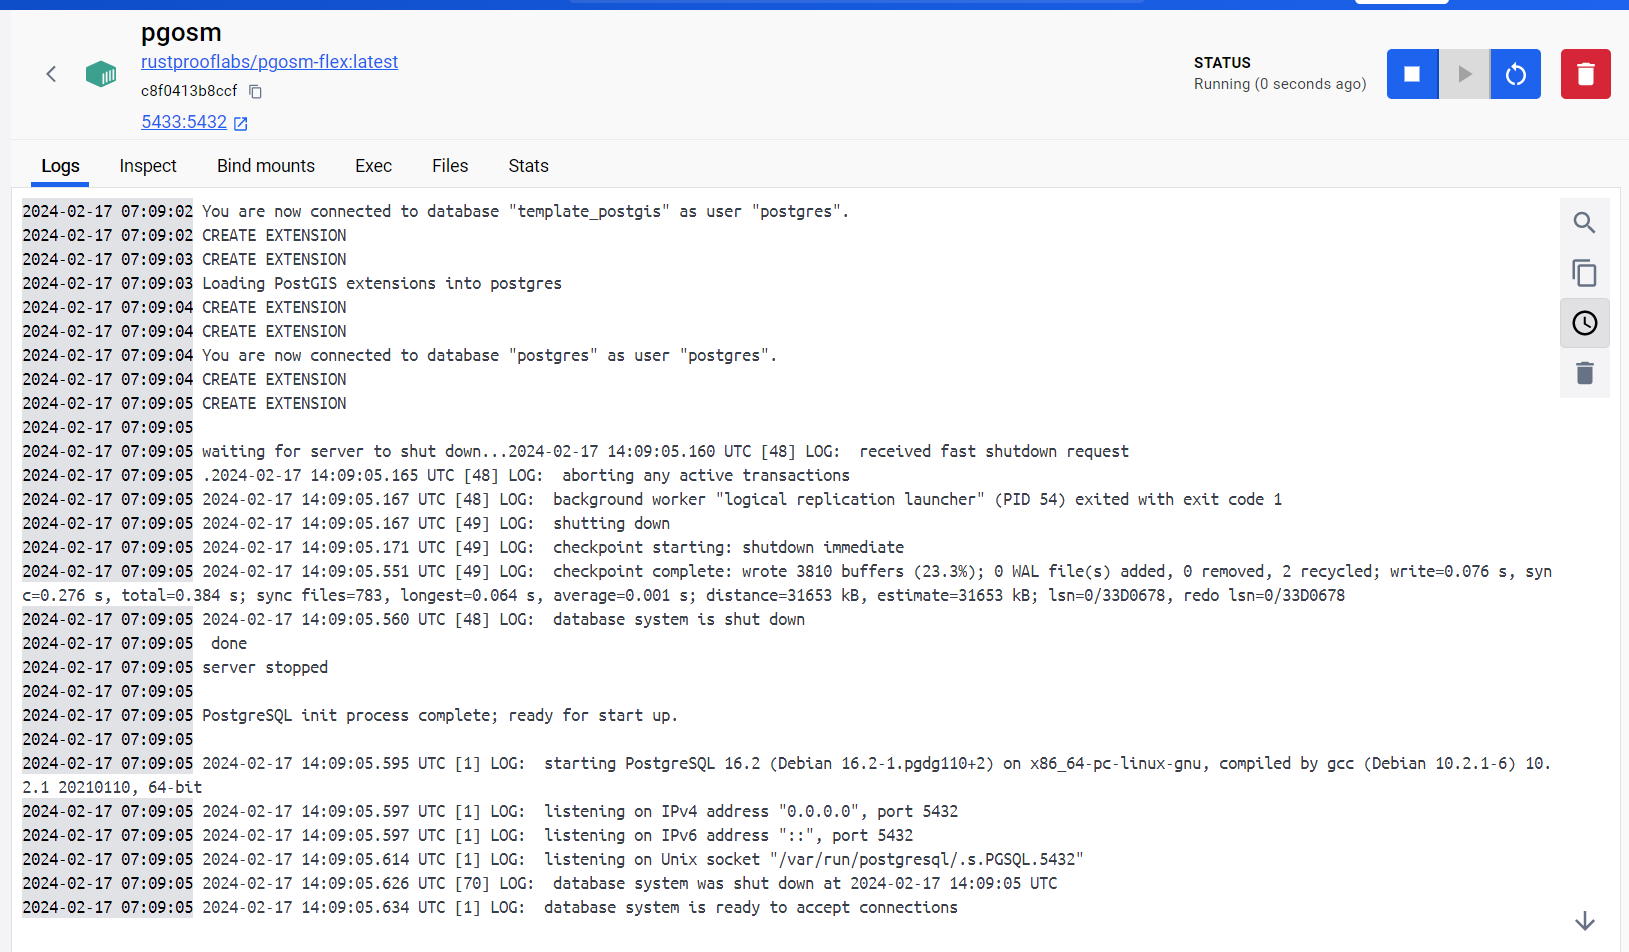 pgosm
rustprooflabs/pgosm-flex:latest
c8f0413b8ccf
5433:5432
STATUS
Running (0 seconds ago)
Logs Inspect Bind mounts Exec Files Stats
2024-02-17 07:09:02 You are now connected to database "template_postgis" as user "postgres".
2024-02-17 07:09:02 CREATE EXTENSION
2024-02-17 07:09:03 CREATE EXTENSION
2024-02-17 07:09:03 Loading PostGIS extensions into postgres
2024-02-17 07:09:04 CREATE EXTENSION
2024-02-17 07:09:04 CREATE EXTENSION
2024-02-17 07:09:04 You are now connected to database "postgres" as user "postgres".
2024-02-17 07:09:04 CREATE EXTENSION
2024-02-17 07:09:05 CREATE EXTENSION
2024-02-17 07:09:05
2024-02-17 07:09:05 waiting for server to shut down...2024-02-17 14:09:05.160 UTC [48] LOG:  received fast shutdown request
2024-02-17 07:09:05 .2024-02-17 14:09:05.165 UTC [48] LOG:  aborting any active transactions
2024-02-17 07:09:05 2024-02-17 14:09:05.167 UTC [48] LOG:  background worker "logical replication launcher" (PID 54) exited with exit code 1
2024-02-17 07:09:05 2024-02-17 14:09:05.167 UTC [49] LOG:  shutting down
2024-02-17 07:09:05 2024-02-17 14:09:05.171 UTC [49] LOG:  checkpoint starting: shutdown immediate
2024-02-17 07:09:05 2024-02-17 14:09:05.551 UTC [49] LOG:  checkpoint complete: wrote 3810 buffers (23.3%); 0 WAL file(s) added, 0 removed, 2 recycled; write=0.076 s, syn
c=0.276 s, total=0.384 s; sync files=783, longest=0.064 s, average=0.001 s; distance=31653 kB, estimate=31653 kB; lsn=0/33D0678, redo lsn=0/33D0678
2024-02-17 07:09:05 2024-02-17 14:09:05.560 UTC [48] LOG:  database system is shut down
2024-02-17 07:09:05  done
2024-02-17 07:09:05 server stopped
2024-02-17 07:09:05
2024-02-17 07:09:05 PostgreSQL init process complete; ready for start up.
2024-02-17 07:09:05
2024-02-17 07:09:05 2024-02-17 14:09:05.595 UTC [1] LOG:  starting PostgreSQL 16.2 (Debian 16.2-1.pgdg110+2) on x86_64-pc-linux-gnu, compiled by gcc (Debian 10.2.1-6) 10.
2.1 20210110, 64-bit
2024-02-17 07:09:05 2024-02-17 14:09:05.597 UTC [1] LOG:  listening on IPv4 address "0.0.0.0", port 5432
2024-02-17 07:09:05 2024-02-17 14:09:05.597 UTC [1] LOG:  listening on IPv6 address "::", port 5432
2024-02-17 07:09:05 2024-02-17 14:09:05.614 UTC [1] LOG:  listening on Unix socket "/var/run/postgresql/.s.PGSQL.5432"
2024-02-17 07:09:05 2024-02-17 14:09:05.626 UTC [70] LOG:  database system was shut down at 2024-02-17 14:09:05 UTC
2024-02-17 07:09:05 2024-02-17 14:09:05.634 UTC [1] LOG:  database system is ready to accept connections